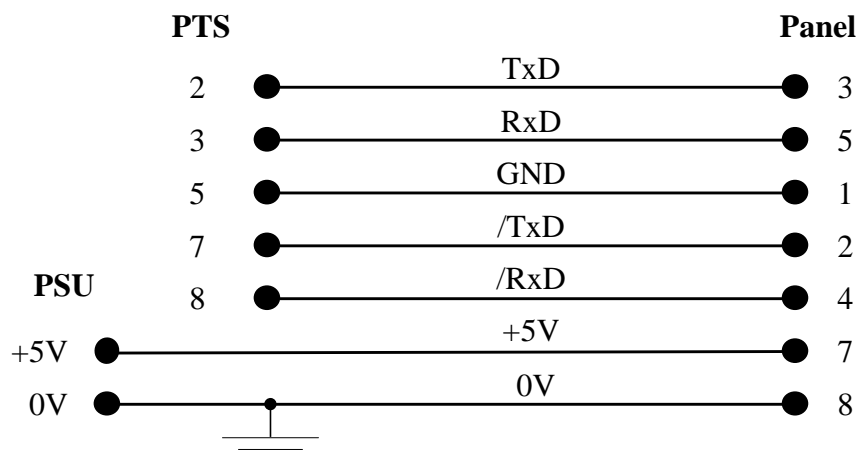 PTS Panel
2 TxD 3
3 RxD 5
5 GND 1
7 /TxD 2
PSU
8 /RxD 4
+5V +5V 7
0V 0V 8